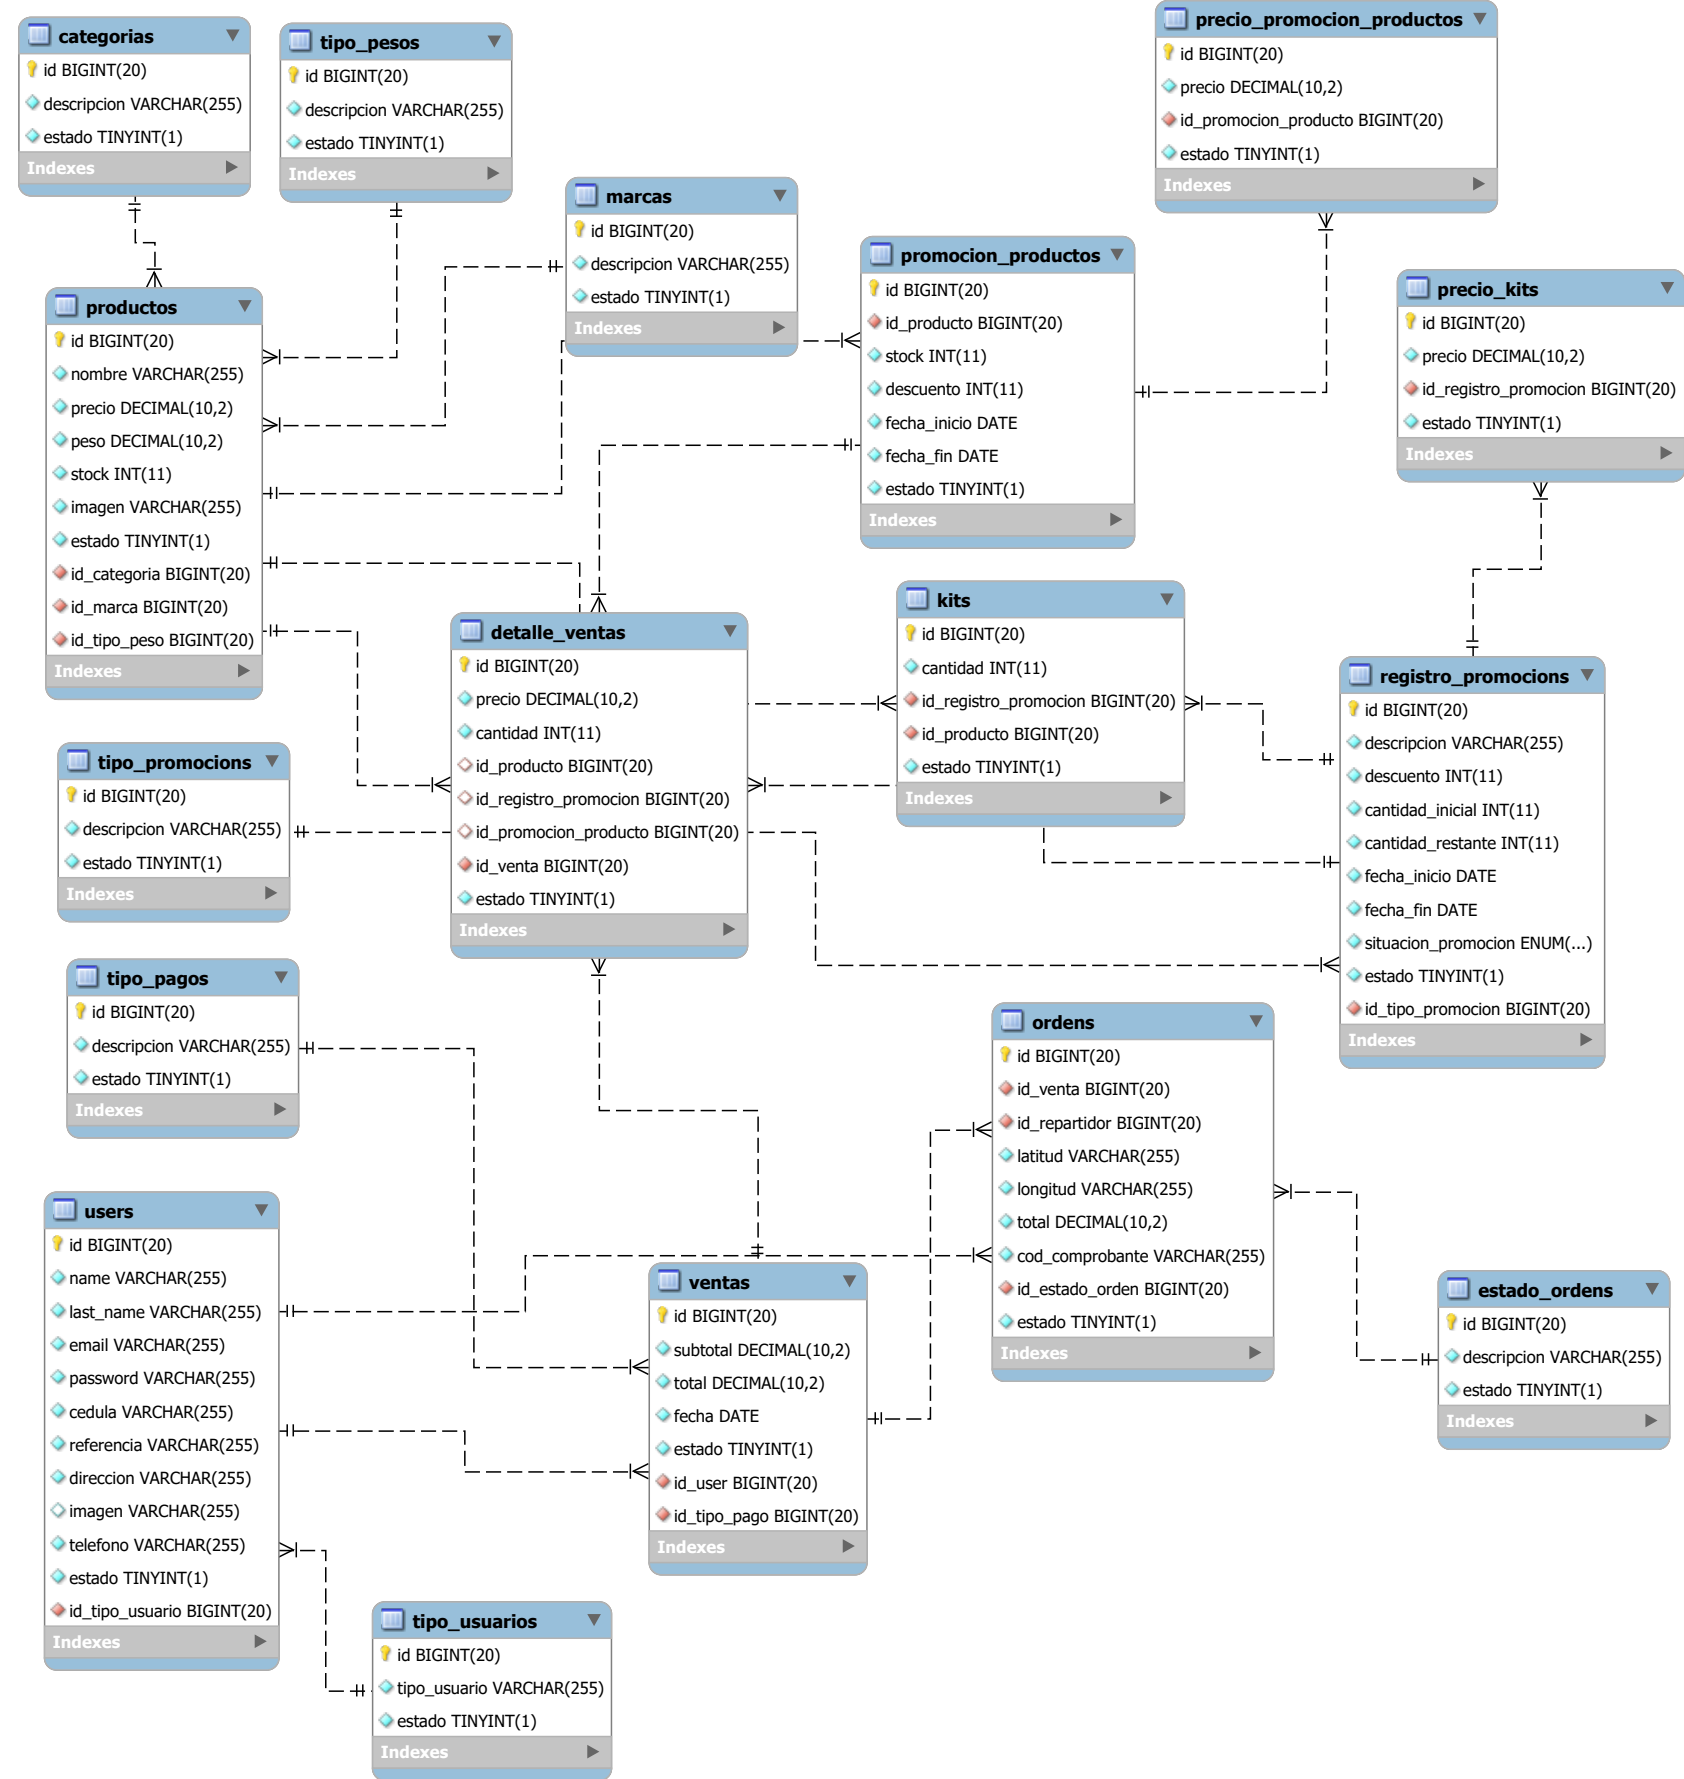 categorias
id BIGINT(20)
descripcion VARCHAR(255)
estado TINYINT(1)
Indexes
tipo_pesos
id BIGINT(20)
descripcion VARCHAR(255)
estado TINYINT(1)
Indexes
precio_promocion_productos
id BIGINT(20)
precio DECIMAL(10,2)
id_promocion_producto BIGINT(20)
estado TINYINT(1)
Indexes
marcas
id BIGINT(20)
descripcion VARCHAR(255)
estado TINYINT(1)
Indexes
promocion_productos
id BIGINT(20)
id_producto BIGINT(20)
stock INT(11)
descuento INT(11)
fecha_inicio DATE
fecha_fin DATE
estado TINYINT(1)
Indexes
precio_kits
id BIGINT(20)
precio DECIMAL(10,2)
id_registro_promocion BIGINT(20)
estado TINYINT(1)
Indexes
productos
id BIGINT(20)
nombre VARCHAR(255)
precio DECIMAL(10,2)
peso DECIMAL(10,2)
stock INT(11)
imagen VARCHAR(255)
estado TINYINT(1)
id_categoria BIGINT(20)
id_marca BIGINT(20)
id_tipo_peso BIGINT(20)
Indexes
detalle_ventas
id BIGINT(20)
precio DECIMAL(10,2)
cantidad INT(11)
id_producto BIGINT(20)
id_registro_promocion BIGINT(20)
id_promocion_producto BIGINT(20)
id_venta BIGINT(20)
estado TINYINT(1)
Indexes
kits
id BIGINT(20)
cantidad INT(11)
id_registro_promocion BIGINT(20)
id_producto BIGINT(20)
estado TINYINT(1)
Indexes
registro_promocions
id BIGINT(20)
descripcion VARCHAR(255)
descuento INT(11)
cantidad_inicial INT(11)
cantidad_restante INT(11)
fecha_inicio DATE
fecha_fin DATE
situacion_promocion ENUM(...)
estado TINYINT(1)
id_tipo_promocion BIGINT(20)
Indexes
tipo_promocions
id BIGINT(20)
descripcion VARCHAR(255)
estado TINYINT(1)
Indexes
tipo_pagos
id BIGINT(20)
descripcion VARCHAR(255)
estado TINYINT(1)
Indexes
ordens
id BIGINT(20)
id_venta BIGINT(20)
id_repartidor BIGINT(20)
latitud VARCHAR(255)
longitud VARCHAR(255)
total DECIMAL(10,2)
cod_comprobante VARCHAR(255)
id_estado_orden BIGINT(20)
estado TINYINT(1)
Indexes
users
id BIGINT(20)
name VARCHAR(255)
last_name VARCHAR(255)
email VARCHAR(255)
password VARCHAR(255)
cedula VARCHAR(255)
referencia VARCHAR(255)
direccion VARCHAR(255)
imagen VARCHAR(255)
telefono VARCHAR(255)
estado TINYINT(1)
id_tipo_usuario BIGINT(20)
Indexes
ventas
id BIGINT(20)
subtotal DECIMAL(10,2)
total DECIMAL(10,2)
fecha DATE
estado TINYINT(1)
id_user BIGINT(20)
id_tipo_pago BIGINT(20)
Indexes
estado_ordens
id BIGINT(20)
descripcion VARCHAR(255)
estado TINYINT(1)
Indexes
tipo_usuarios
id BIGINT(20)
tipo_usuario VARCHAR(255)
estado TINYINT(1)
Indexes